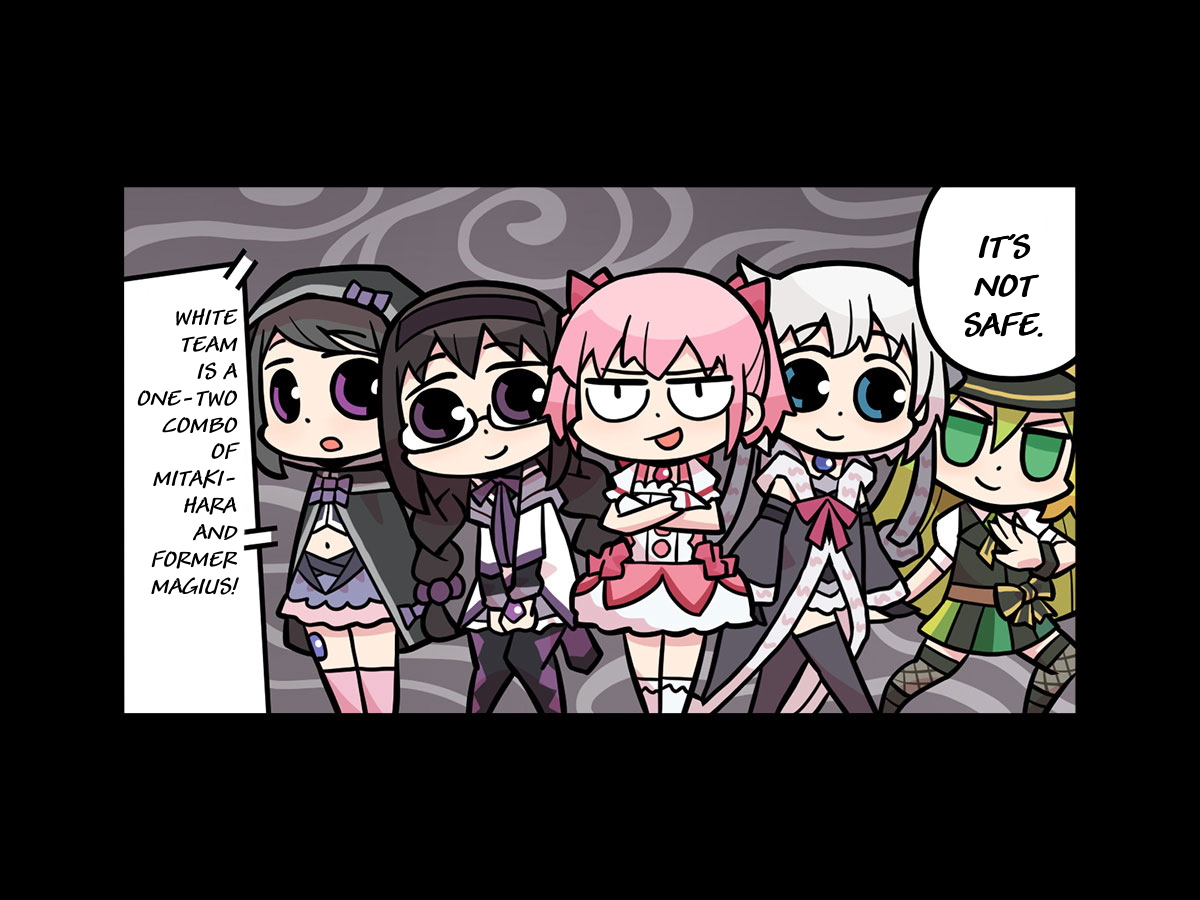 IT'S
NOT
SAFE.
WHITE
TEAM
IS A
ONE-TWO
COMBO
OF
MITAKI-
HARA
AND
FORMER
MAGIUS!